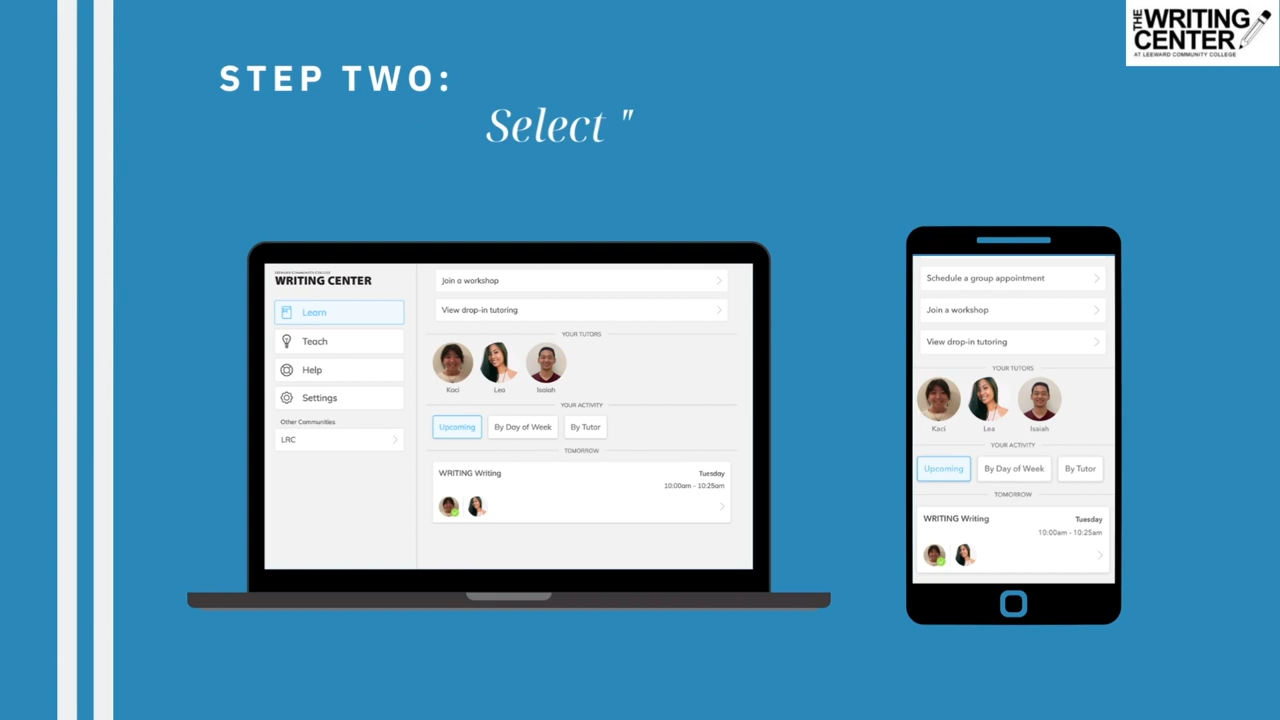 THE WRITING
CENTER
AT LEEWARD COMMUNITY COLLEGE
STEP TWO:
Select "
LEEWARD COMMUNITY COLLEGE
WRITING CENTER
Learn
Teach
Help
Settings
Other Communities
LRC
Join a workshop
View drop-in tutoring
YOUR TUTORS
Kaci Lea Isaiah
YOUR ACTIVITY
Upcoming By Day of Week By Tutor
TOMORROW
WRITING Writing Tuesday
10:00am - 10:25am
Schedule a group appointment
Join a workshop
View drop-in tutoring
YOUR TUTORS
Kaci Lea Isaiah
YOUR ACTIVITY
Upcoming By Day of Week By Tutor
TOMORROW
WRITING Writing Tuesday
10:00am - 10:25am